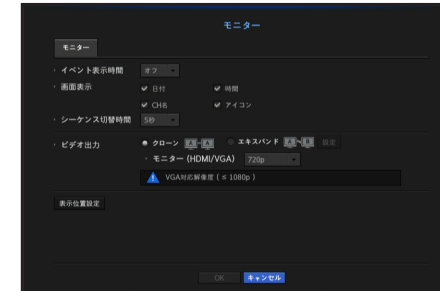 モニター
モニター
・イベント表示時間 オフ
・画面表示 日付 時間
CH名 アイコン
・シーケンス切替時間 5秒
・ビデオ出力 クローン A A エキスパンド A B 設定
・モニター (HDMI/VGA) 720p
VGA対応解像度 ( ≤ 1080p )
表示位置設定
OK キャンセル